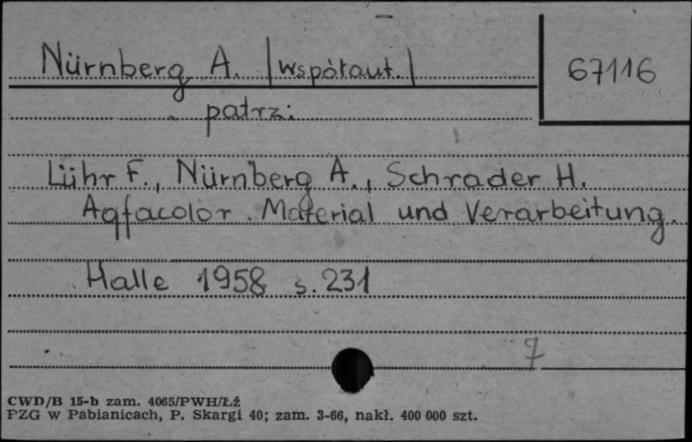 Nürnberg A. |współaut.|
67116
patrz:
Lühr F., Nürnberg A., Schrader H.
Agfacolor. Material und Verarbeitung.
Halle 1958 s. 231
7
CWD/B 15-b zam. 4065/PWH/Łż
PZG w Pabianicach, P. Skargi 40; zam. 3-66, nakł. 400 000 szt.